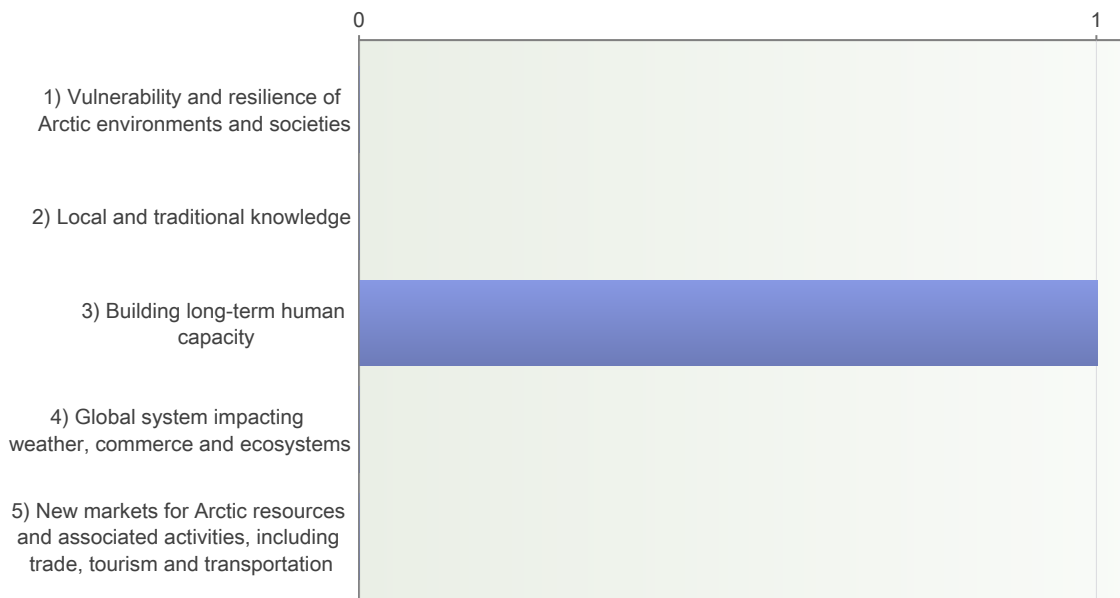 0 1
1) Vulnerability and resilience of
Arctic environments and societies
2) Local and traditional knowledge
3) Building long-term human
capacity
4) Global system impacting
weather, commerce and ecosystems
5) New markets for Arctic resources
and associated activities, including
trade, tourism and transportation